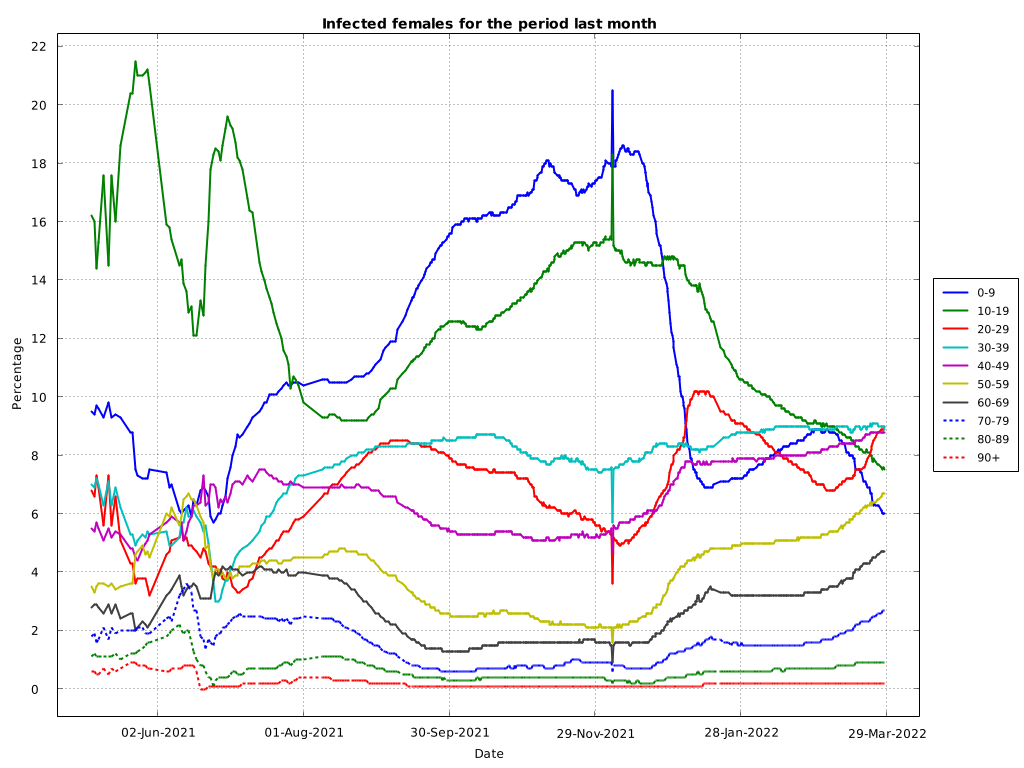 Infected females for the period last month
22
20
18
16
14
12
10
8
6
4
2
0
Percentage
02-Jun-2021
01-Aug-2021
30-Sep-2021
29-Nov-2021
28-Jan-2022
29-Mar-2022
Date
0-9
10-19
20-29
30-39
40-49
50-59
60-69
70-79
80-89
90+